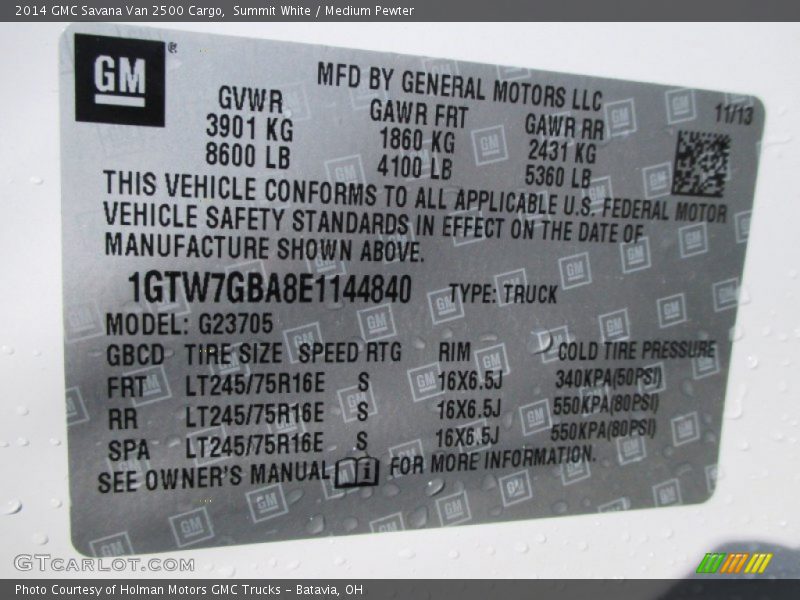 2014 GMC Savana Van 2500 Cargo, Summit White / Medium Pewter
GM ®
MFD BY GENERAL MOTORS LLC
11/13
GVWR GAWR FRT GAWR RR
3901 KG 1860 KG 2431 KG
8600 LB 4100 LB 5360 LB
THIS VEHICLE CONFORMS TO ALL APPLICABLE U.S. FEDERAL MOTOR
VEHICLE SAFETY STANDARDS IN EFFECT ON THE DATE OF
MANUFACTURE SHOWN ABOVE.
1GTW7GBA8E1144840 TYPE: TRUCK
MODEL: G23705
GBCD TIRE SIZE SPEED RTG RIM COLD TIRE PRESSURE
FRT LT245/75R16E S 16X6.5J 340KPA(50PSI)
RR LT245/75R16E S 16X6.5J 550KPA(80PSI)
SPA LT245/75R16E S 16X6.5J 550KPA(80PSI)
SEE OWNER'S MANUAL i FOR MORE INFORMATION.
GTCARLOT.COM
Photo Courtesy of Holman Motors GMC Trucks - Batavia, OH